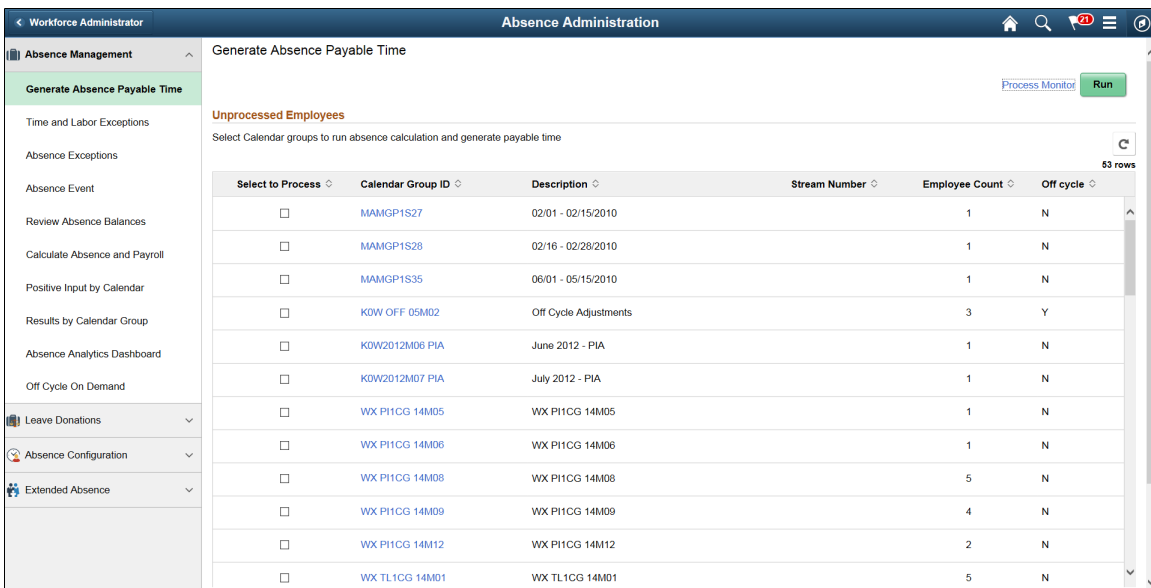 Workforce Administrator
Absence Administration
21
Absence Management
Generate Absence Payable Time
Time and Labor Exceptions
Absence Exceptions
Absence Event
Review Absence Balances
Calculate Absence and Payroll
Positive Input by Calendar
Results by Calendar Group
Absence Analytics Dashboard
Off Cycle On Demand
Leave Donations
Absence Configuration
Extended Absence
Generate Absence Payable Time
Process Monitor Run
Unprocessed Employees
Select Calendar groups to run absence calculation and generate payable time
53 rows
Select to Process Calendar Group ID Description Stream Number Employee Count Off cycle
MAMGP1S27 02/01 - 02/15/2010 1 N
MAMGP1S28 02/16 - 02/28/2010 1 N
MAMGP1S35 06/01 - 05/15/2010 1 N
K0W OFF 05M02 Off Cycle Adjustments 3 Y
K0W2012M06 PIA June 2012 - PIA 1 N
K0W2012M07 PIA July 2012 - PIA 1 N
WX PI1CG 14M05 WX PI1CG 14M05 1 N
WX PI1CG 14M06 WX PI1CG 14M06 1 N
WX PI1CG 14M08 WX PI1CG 14M08 5 N
WX PI1CG 14M09 WX PI1CG 14M09 4 N
WX PI1CG 14M12 WX PI1CG 14M12 2 N
WX TL1CG 14M01 WX TL1CG 14M01 5 N